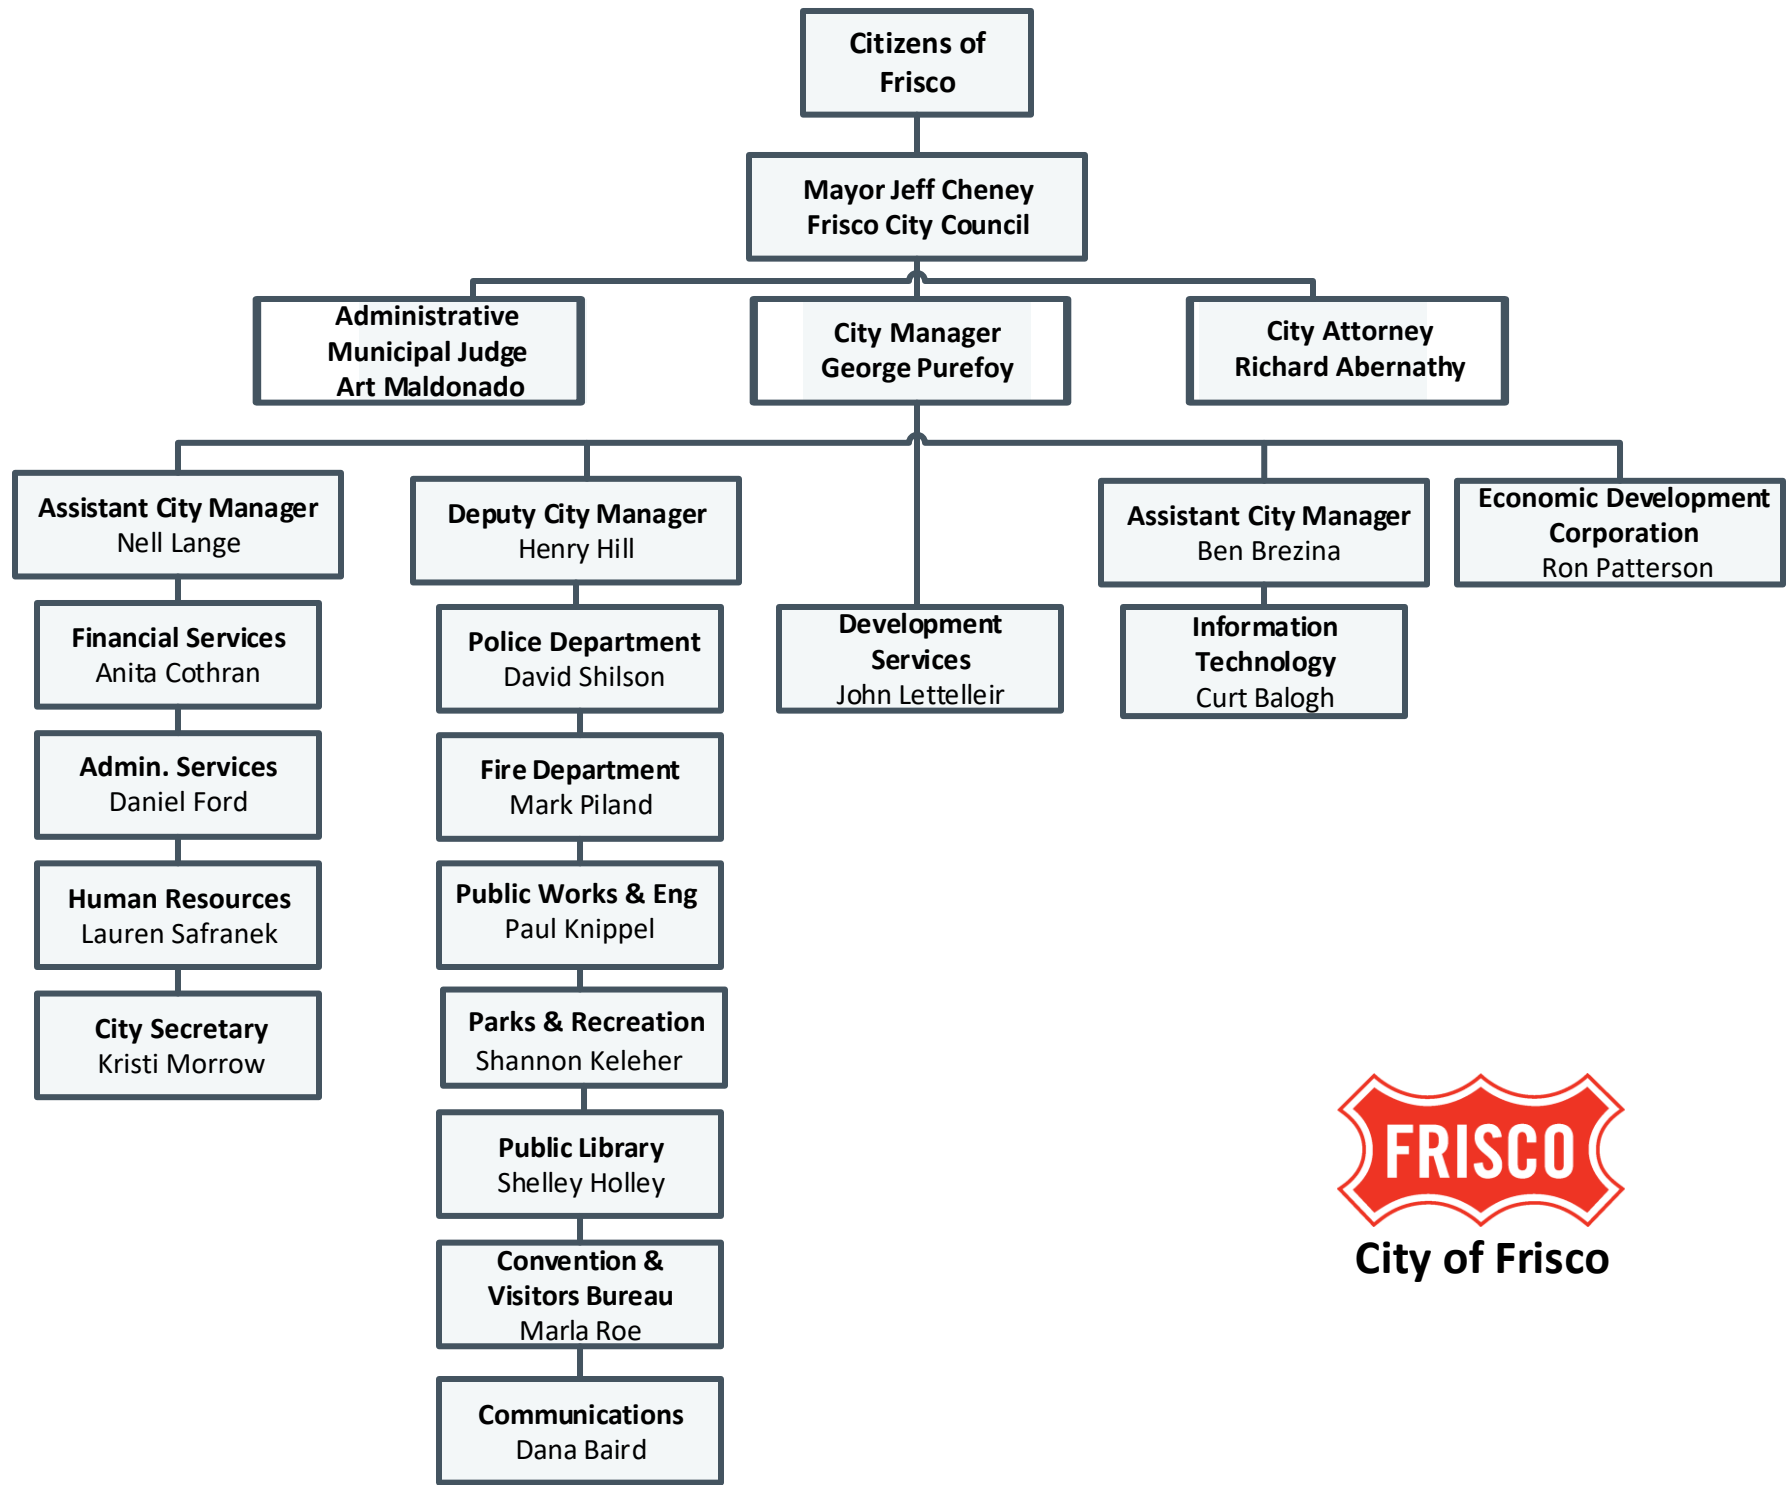 Citizens of
Frisco
Mayor Jeff Cheney
Frisco City Council
Administrative
Municipal Judge
Art Maldonado
City Manager
George Purefoy
City Attorney
Richard Abernathy
Assistant City Manager
Nell Lange
Deputy City Manager
Henry Hill
Assistant City Manager
Ben Brezina
Economic Development
Corporation
Ron Patterson
Financial Services
Anita Cothran
Admin. Services
Daniel Ford
Human Resources
Lauren Safranek
City Secretary
Kristi Morrow
Police Department
David Shilson
Fire Department
Mark Piland
Public Works & Eng
Paul Knippel
Parks & Recreation
Shannon Keleher
Public Library
Shelley Holley
Convention &
Visitors Bureau
Marla Roe
Communications
Dana Baird
Development
Services
John Lettelleir
Information
Technology
Curt Balogh
FRISCO
City of Frisco